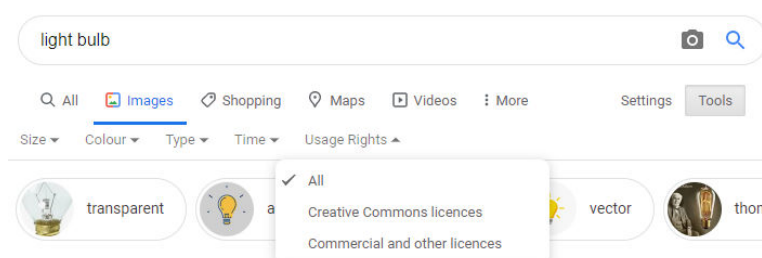 light bulb
All Images Shopping Maps Videos More Settings Tools
Size Colour Type Time Usage Rights
All
transparent a vector thor
Creative Commons licences
Commercial and other licences